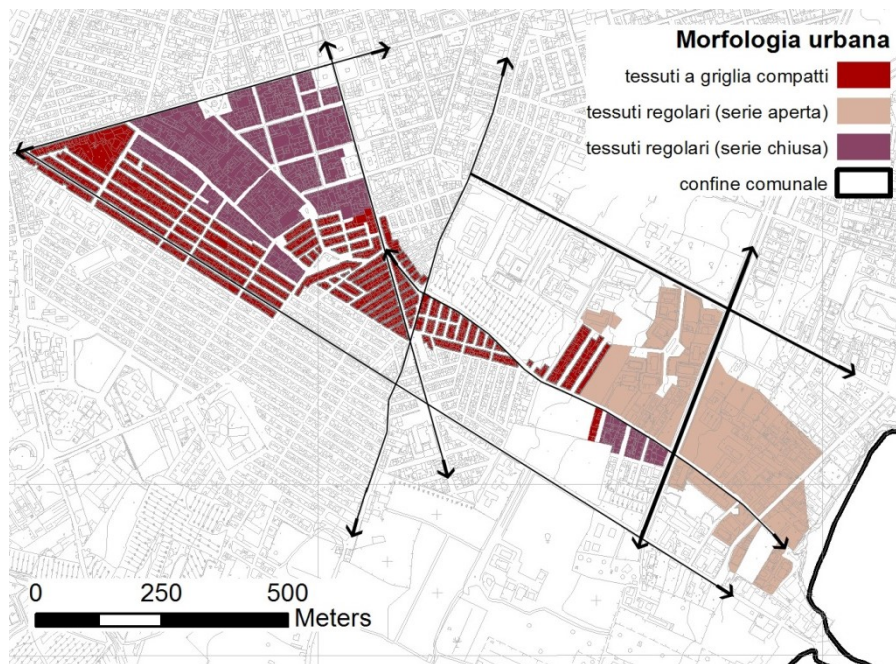 Morfologia urbana
tessuti a griglia compatti
tessuti regolari (serie aperta)
tessuti regolari (serie chiusa)
confine comunale
0 250 500
Meters